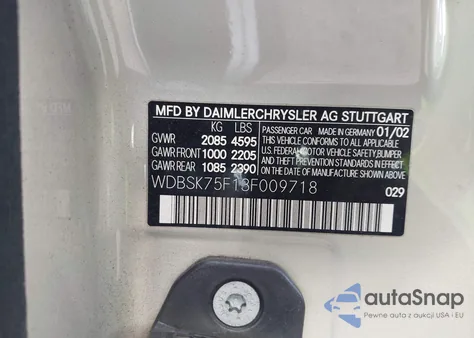 MFD BY DAIMLERCHRYSLER AG STUTTGART
KG LBS
GVWR 2085 4595
GAWR FRONT 1000 2205
GAWR REAR 1085 2390
PASSENGER CAR MADE IN GERMANY 01/02
THIS VEHICLE CONFORMS TO ALL APPLICABLE
U.S. FEDERAL MOTOR VEHICLE SAFETY, BUMPER,
AND THEFT PREVENTION STANDARDS IN EFFECT ON
THE DATE OF MANUFACTURE SHOWN ABOVE.
WDBSK75F13F009718
029
autoSnap
Pewne auta z aukcji USA i EU